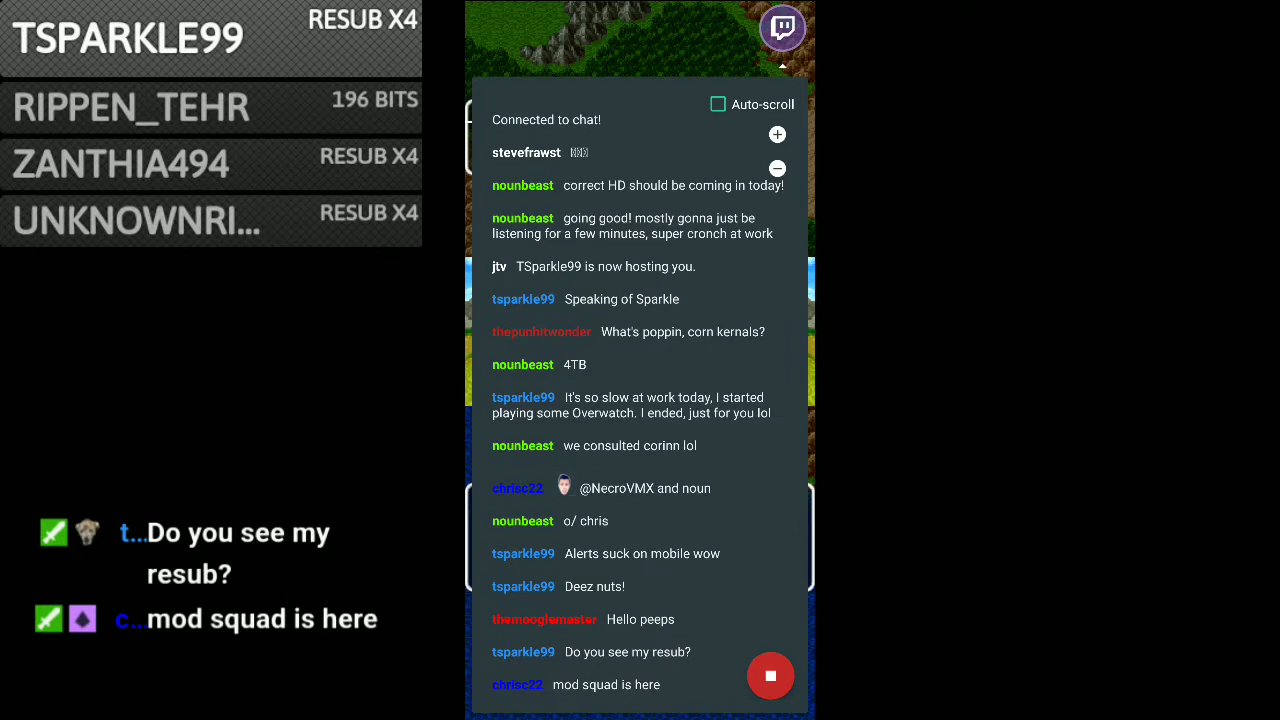 TSPARKLE99 RESUB X4
RIPPEN_TEHR 196 BITS
ZANTHIA494 RESUB X4
UNKNOWNRI... RESUB X4
t...Do you see my
resub?
c...mod squad is here
Auto-scroll
Connected to chat!
stevefrawst
nounbeast correct HD should be coming in today!
nounbeast going good! mostly gonna just be
listening for a few minutes, super cronch at work
jtv TSparkle99 is now hosting you.
tsparkle99 Speaking of Sparkle
thepunhitwonder What's poppin, corn kernals?
nounbeast 4TB
tsparkle99 It's so slow at work today, I started
playing some Overwatch. I ended, just for you lol
nounbeast we consulted corinn lol
chrisc22 @NecroVMX and noun
nounbeast o/ chris
tsparkle99 Alerts suck on mobile wow
tsparkle99 Deez nuts!
themooglemaster Hello peeps
tsparkle99 Do you see my resub?
chrisc22 mod squad is here